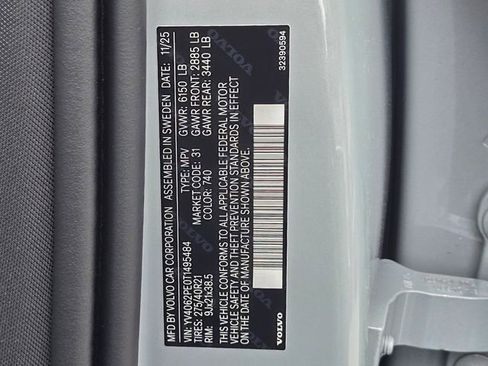 MFD BY VOLVO CAR CORPORATION ASSEMBLED IN SWEDEN DATE: 11/25
VIN: YV4062PE0T1495484 TYPE: MPV GVWR: 6150 LB
TIRES: 275/40R21 MARKET CODE: 31 GAWR FRONT: 2885 LB
RIM: 9Jx21x38.5 COLOR: 740 GAWR REAR: 3440 LB
THIS VEHICLE CONFORMS TO ALL APPLICABLE FEDERAL MOTOR
VEHICLE SAFETY AND THEFT PREVENTION STANDARDS IN EFFECT
ON THE DATE OF MANUFACTURE SHOWN ABOVE.
VOLVO 32390594